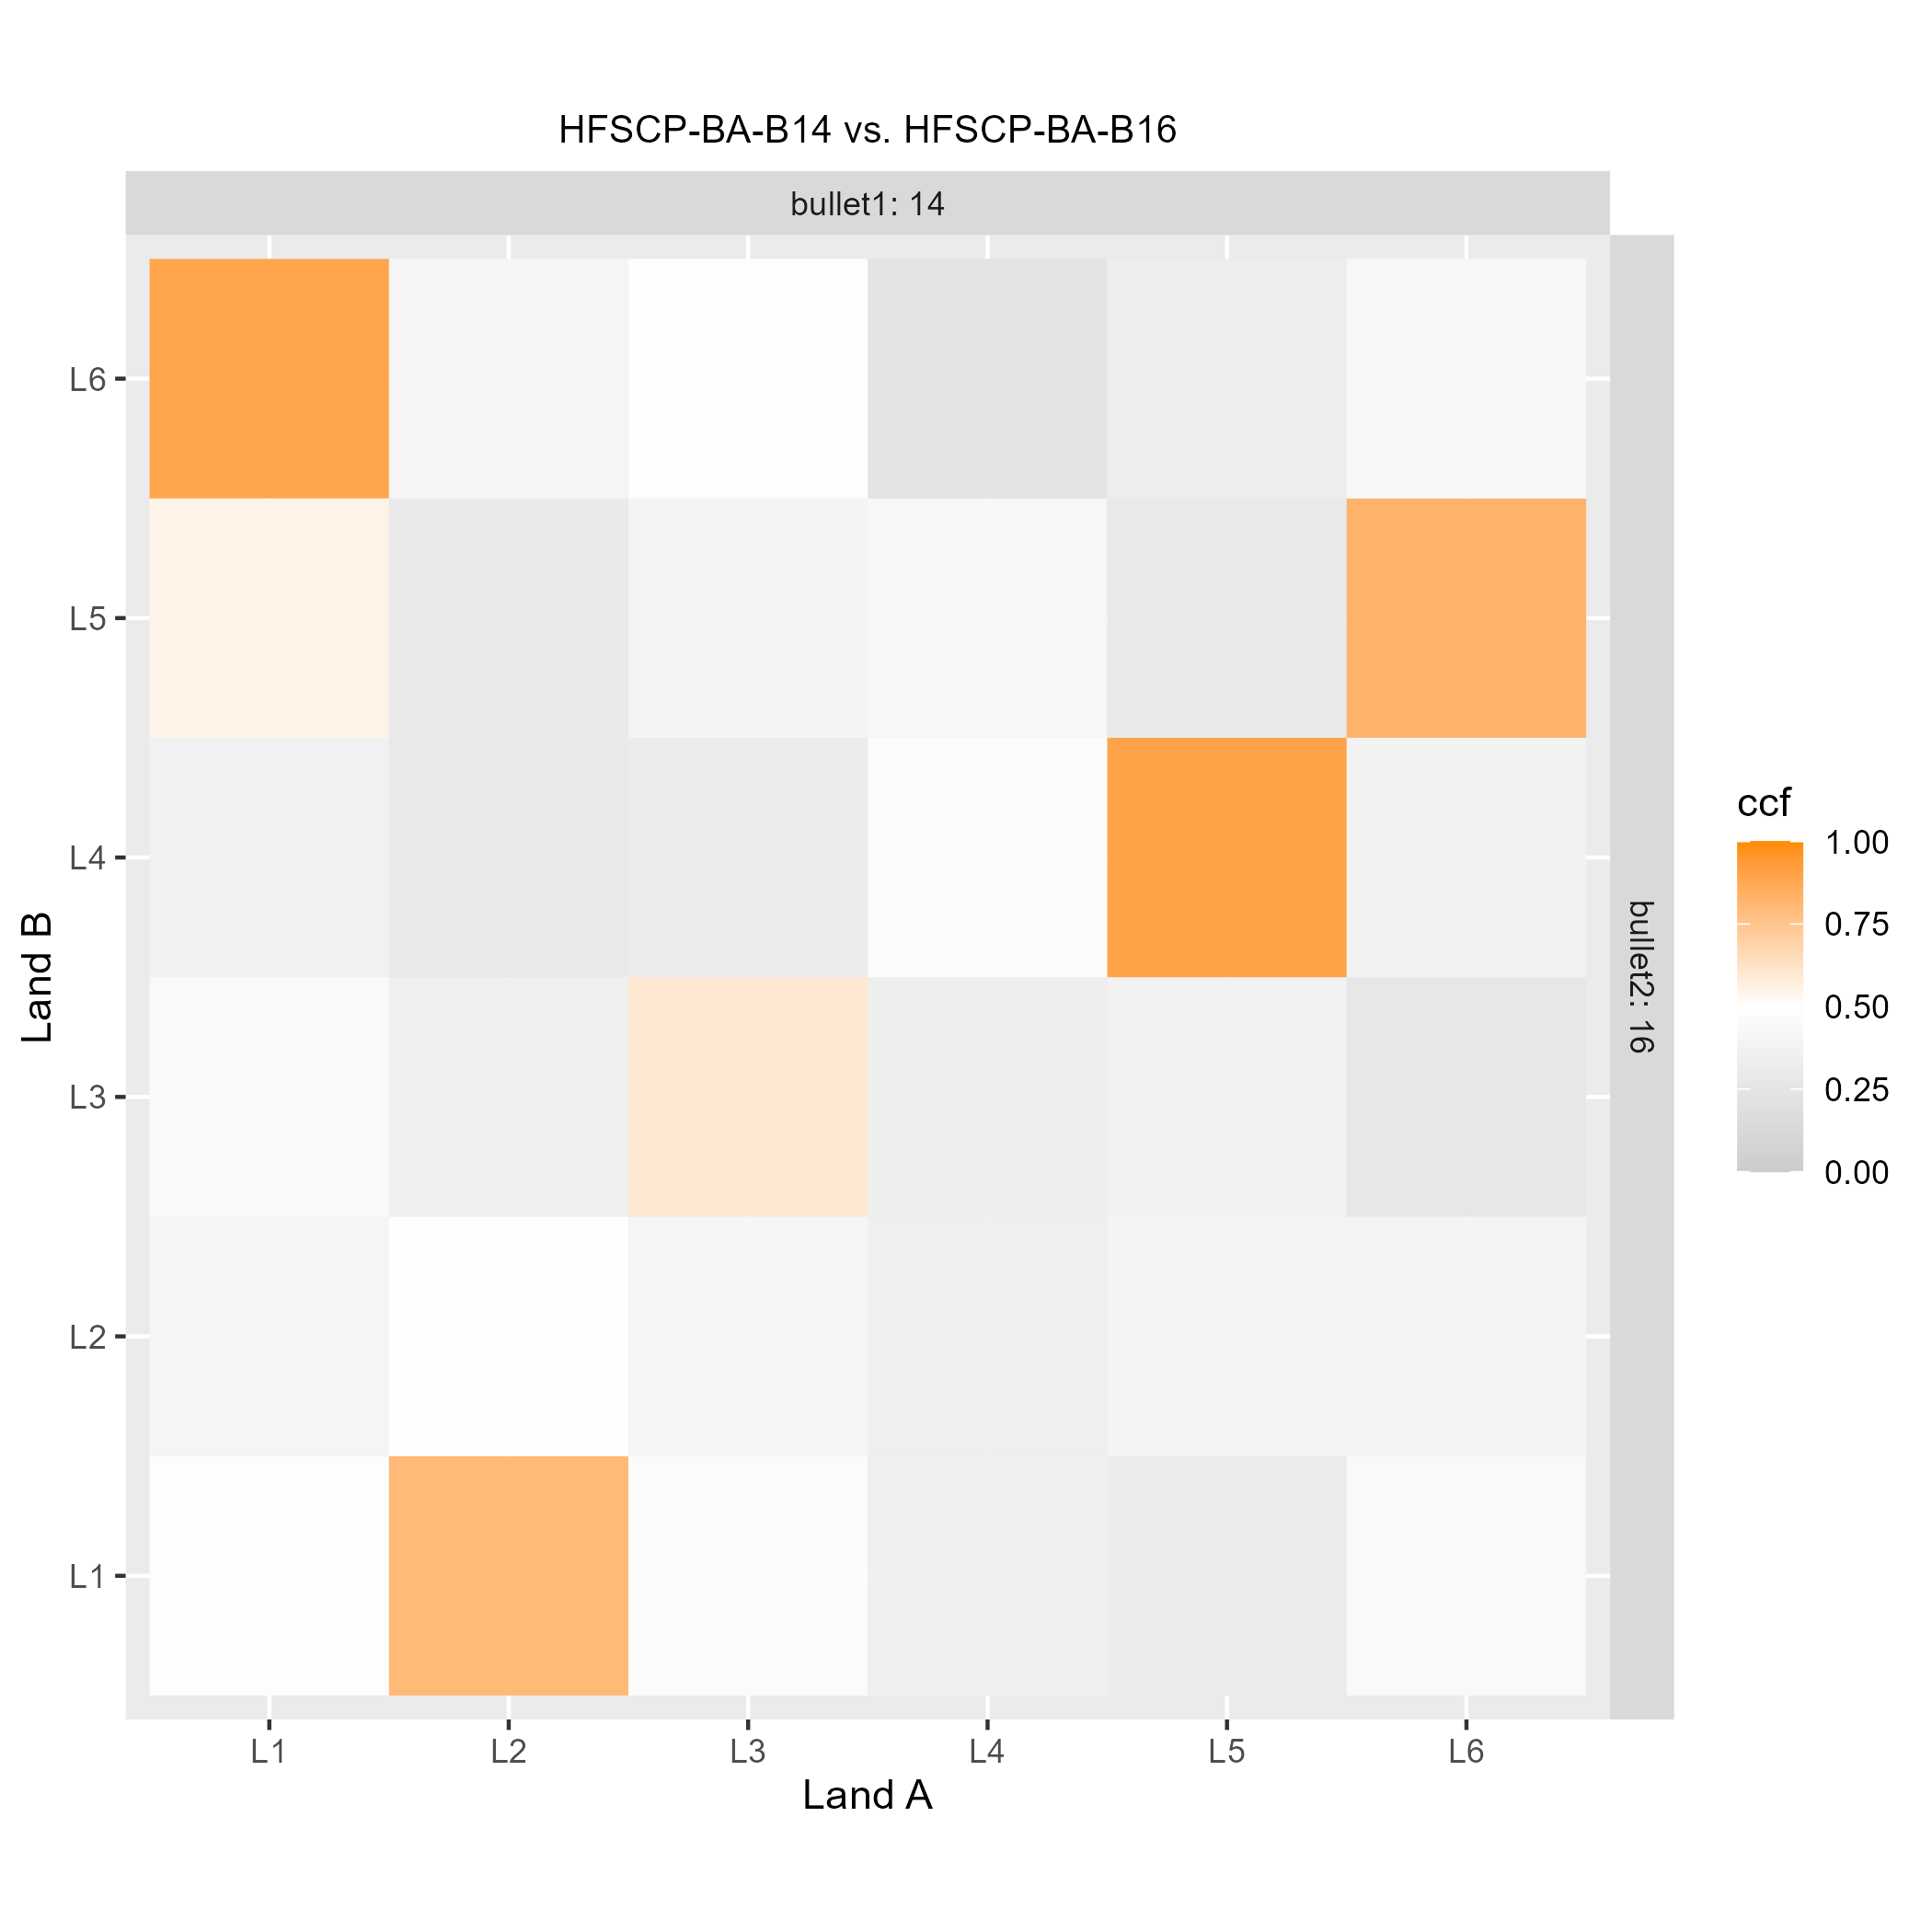 HFSCP-BA-B14 vs. HFSCP-BA-B16
bullet1: 14
L6
L5
L4
L3
L2
L1
Land B
L1 L2 L3 L4 L5 L6
Land A
bullet2: 16
ccf
1.00
0.75
0.50
0.25
0.00